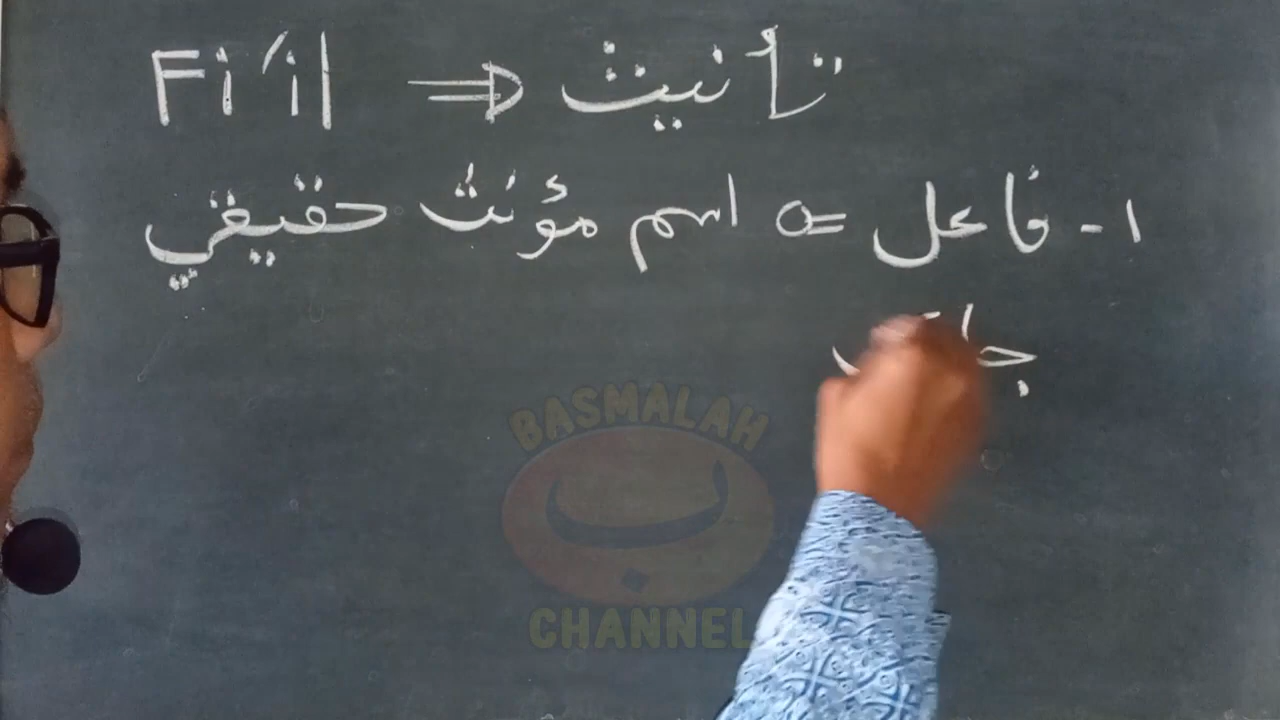 Fi'il ⇒ تأنيث
١- فاعل = اسم مؤنث حقيقي
BASMALAH
ب
CHANNEL